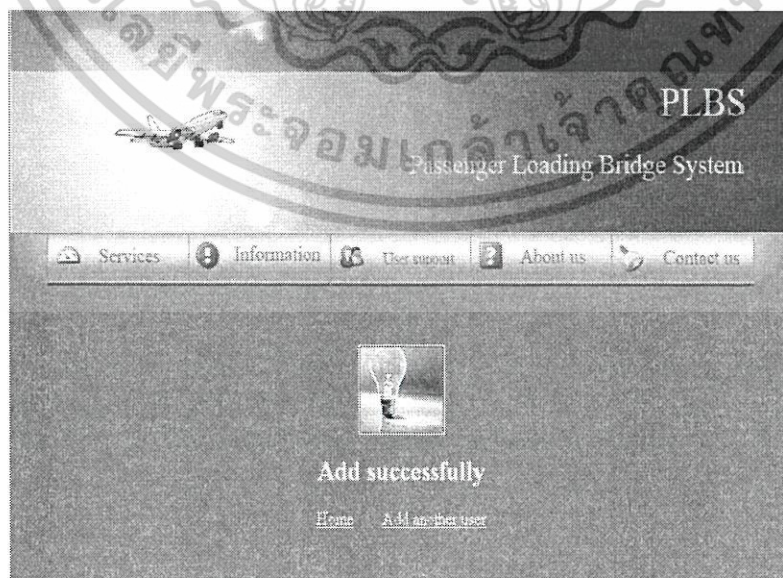 PLBS
Passenger Loading Bridge System
Services Information User support About us Contact us
Add successfully
Home Add another user